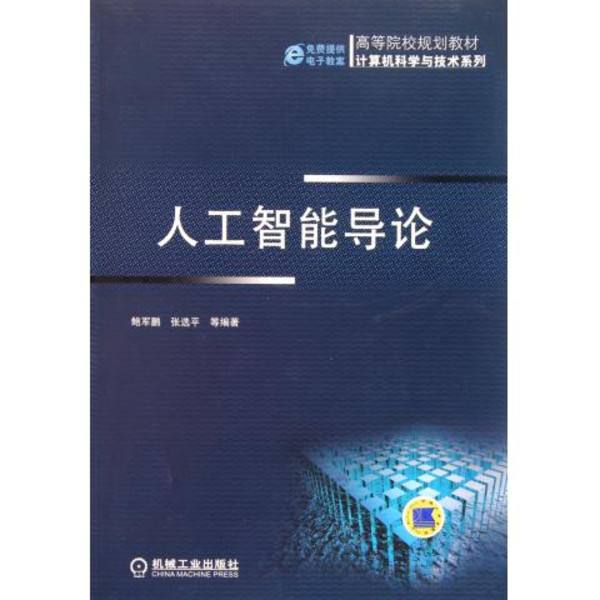 免费提供
电子教案
高等院校规划教材
计算机科学与技术系列
人工智能导论
鲍军鹏 张选平 等编著
机械工业出版社
CHINA MACHINE PRESS